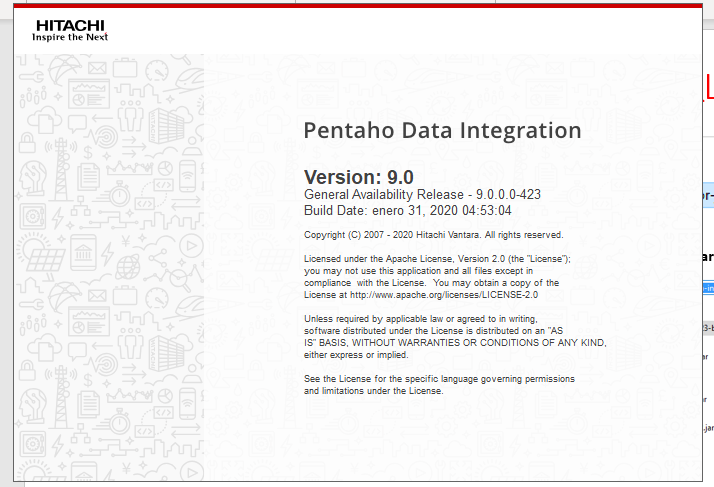 HITACHI
Inspire the Next
Pentaho Data Integration
Version: 9.0
General Availability Release - 9.0.0.0-423
Build Date: enero 31, 2020 04:53:04
Copyright (C) 2007 - 2020 Hitachi Vantara. All rights reserved.
Licensed under the Apache License, Version 2.0 (the "License");
you may not use this application and all files except in
compliance with the License. You may obtain a copy of the
License at http://www.apache.org/licenses/LICENSE-2.0
Unless required by applicable law or agreed to in writing,
software distributed under the License is distributed on an "AS
IS" BASIS, WITHOUT WARRANTIES OR CONDITIONS OF ANY KIND,
either express or implied.
See the License for the specific language governing permissions
and limitations under the License.